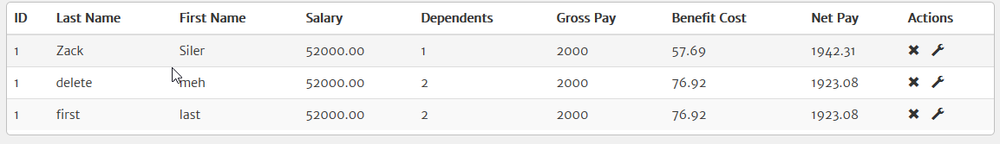 ID Last Name First Name Salary Dependents Gross Pay Benefit Cost Net Pay Actions
1 Zack Siler 52000.00 1 2000 57.69 1942.31
1 delete meh 52000.00 2 2000 76.92 1923.08
1 first last 52000.00 2 2000 76.92 1923.08